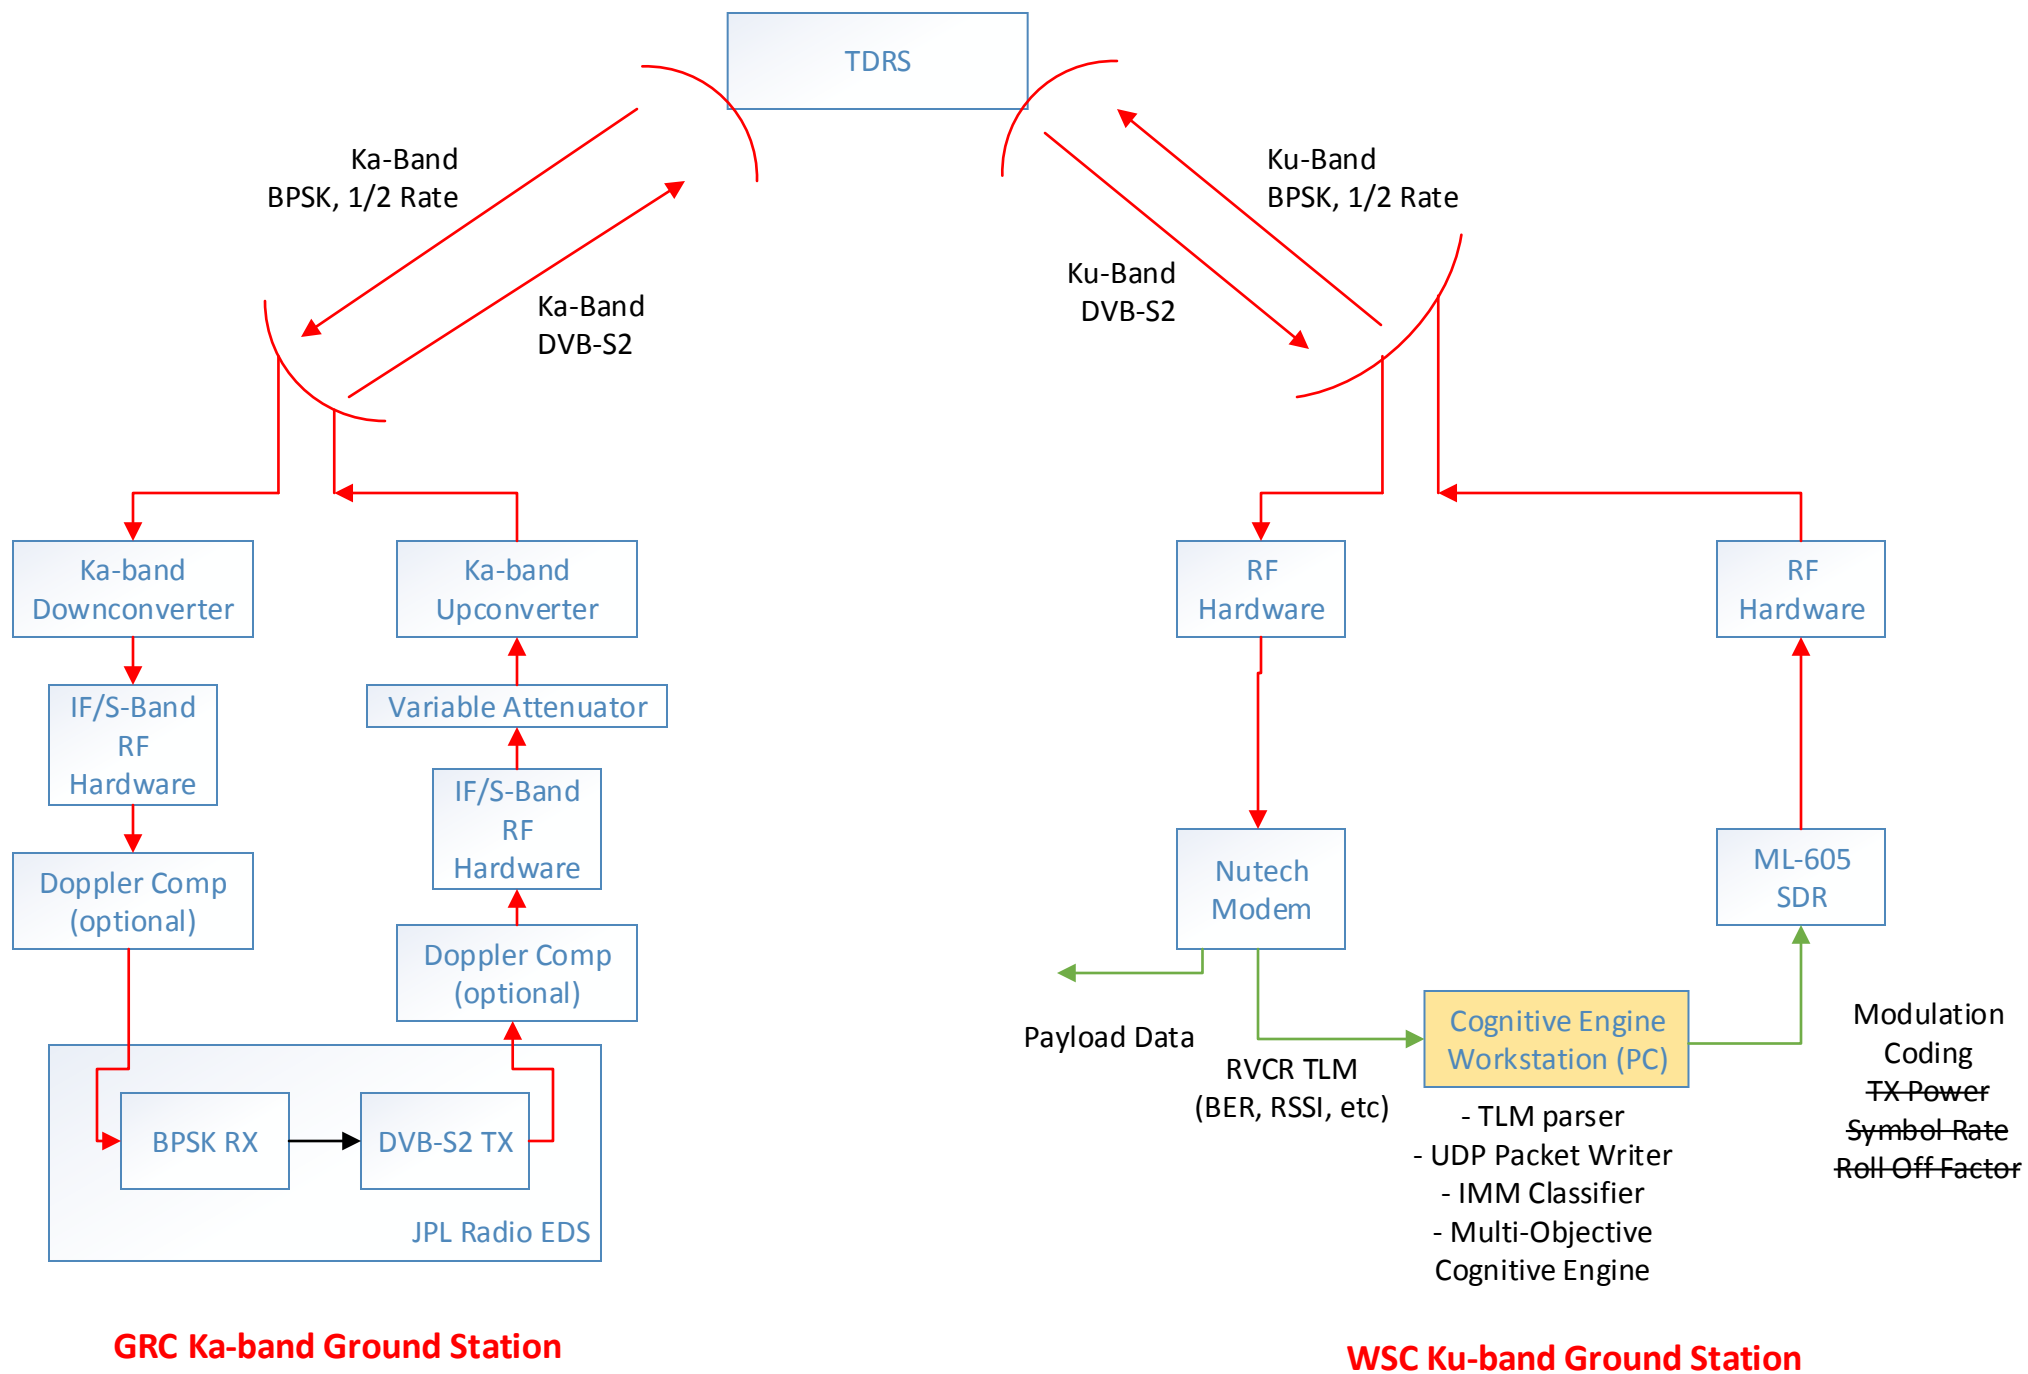 TDRS
Ka-Band
BPSK, 1/2 Rate
Ka-Band
DVB-S2
Ku-Band
BPSK, 1/2 Rate
Ku-Band
DVB-S2
Ka-band
Downconverter
IF/S-Band
RF
Hardware
Doppler Comp
(optional)
Ka-band
Upconverter
Variable Attenuator
IF/S-Band
RF
Hardware
Doppler Comp
(optional)
BPSK RX
DVB-S2 TX
JPL Radio EDS
GRC Ka-band Ground Station
RF
Hardware
Nutech
Modem
Payload Data
RVCR TLM
(BER, RSSI, etc)
Cognitive Engine
Workstation (PC)
- TLM parser
- UDP Packet Writer
- IMM Classifier
- Multi-Objective
Cognitive Engine
RF
Hardware
ML-605
SDR
Modulation
Coding
TX Power
Symbol Rate
Roll Off Factor
WSC Ku-band Ground Station